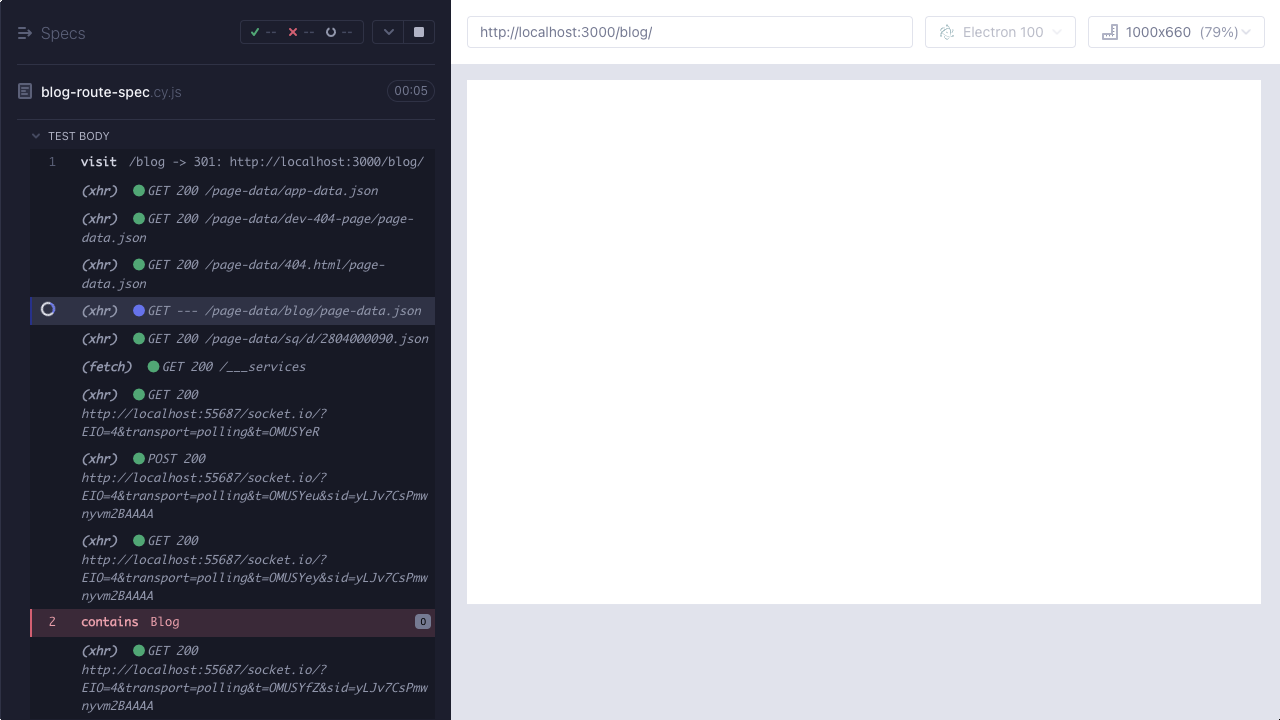 Specs
-- -- --
blog-route-spec.cy.js 00:05
TEST BODY
1 visit /blog -> 301: http://localhost:3000/blog/
(xhr) GET 200 /page-data/app-data.json
(xhr) GET 200 /page-data/dev-404-page/page-
data.json
(xhr) GET 200 /page-data/404.html/page-
data.json
(xhr) GET --- /page-data/blog/page-data.json
(xhr) GET 200 /page-data/sq/d/2804000090.json
(fetch) GET 200 /___services
(xhr) GET 200
http://localhost:55687/socket.io/?
EIO=4&transport=polling&t=OMUSYeR
(xhr) POST 200
http://localhost:55687/socket.io/?
EIO=4&transport=polling&t=OMUSYeu&sid=yLJv7CsPmw
nyvm2BAAAA
(xhr) GET 200
http://localhost:55687/socket.io/?
EIO=4&transport=polling&t=OMUSYey&sid=yLJv7CsPmw
nyvm2BAAAA
2 contains Blog 0
(xhr) GET 200
http://localhost:55687/socket.io/?
EIO=4&transport=polling&t=OMUSYfZ&sid=yLJv7CsPmw
nyvm2BAAAA
http://localhost:3000/blog/
Electron 100
1000x660 (79%)